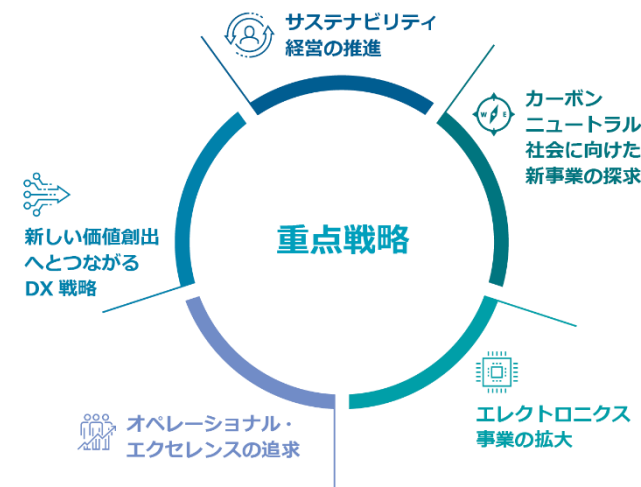 サステナビリティ
経営の推進
カーボン
ニュートラル
社会に向けた
新事業の探求
W E
重点戦略
新しい価値創出
へとつながる
DX 戦略
エレクトロニクス
事業の拡大
オペレーショナル・
エクセレンスの追求